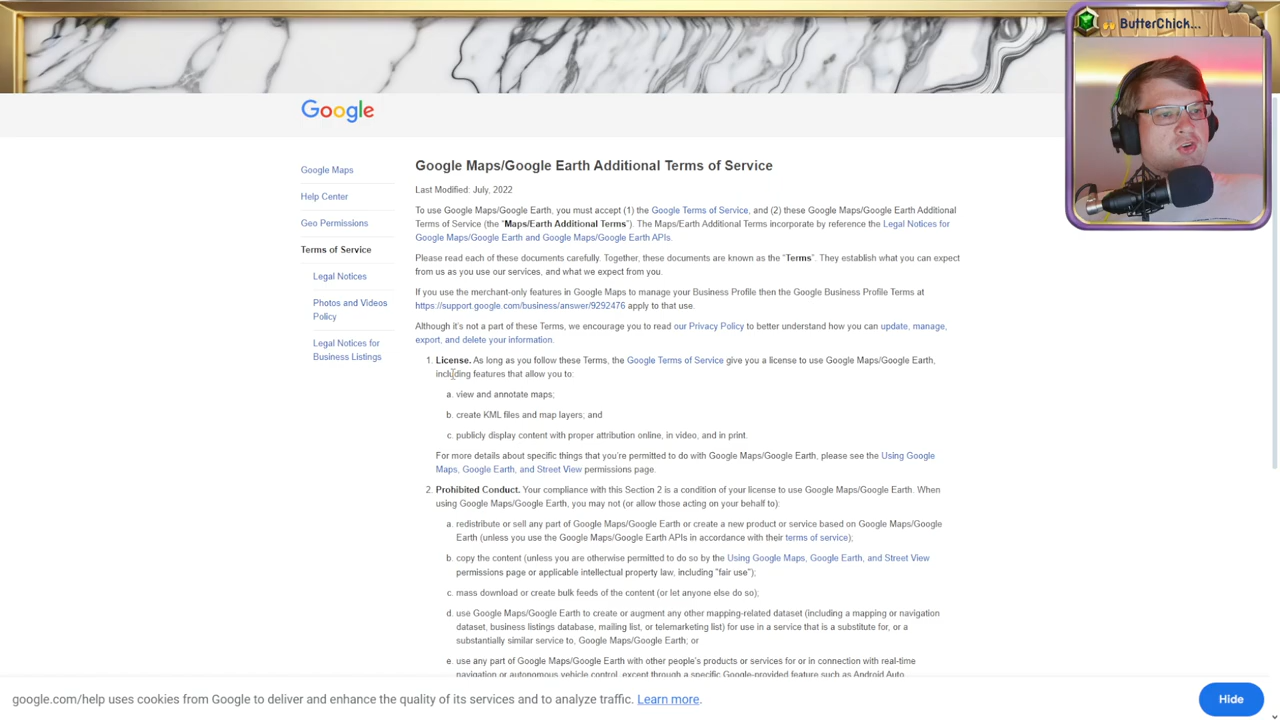 ButterChick...
Google
Google Maps
Help Center
Geo Permissions
Terms of Service
Legal Notices
Photos and Videos
Policy
Legal Notices for
Business Listings
Google Maps/Google Earth Additional Terms of Service
Last Modified: July, 2022
To use Google Maps/Google Earth, you must accept (1) the Google Terms of Service, and (2) these Google Maps/Google Earth Additional
Terms of Service (the "Maps/Earth Additional Terms"). The Maps/Earth Additional Terms incorporate by reference the Legal Notices for
Google Maps/Google Earth and Google Maps/Google Earth APIs.
Please read each of these documents carefully. Together, these documents are known as the "Terms". They establish what you can expect
from us as you use our services, and what we expect from you.
If you use the merchant-only features in Google Maps to manage your Business Profile then the Google Business Profile Terms at
https://support.google.com/business/answer/9292476 apply to that use.
Although it's not a part of these Terms, we encourage you to read our Privacy Policy to better understand how you can update, manage,
export, and delete your information.
1. License. As long as you follow these Terms, the Google Terms of Service give you a license to use Google Maps/Google Earth,
including features that allow you to:
a. view and annotate maps;
b. create KML files and map layers; and
c. publicly display content with proper attribution online, in video, and in print.
For more details about specific things that you're permitted to do with Google Maps/Google Earth, please see the Using Google
Maps, Google Earth, and Street View permissions page.
2. Prohibited Conduct. Your compliance with this Section 2 is a condition of your license to use Google Maps/Google Earth. When
using Google Maps/Google Earth, you may not (or allow those acting on your behalf to):
a. redistribute or sell any part of Google Maps/Google Earth or create a new product or service based on Google Maps/Google
Earth (unless you use the Google Maps/Google Earth APIs in accordance with their terms of service);
b. copy the content (unless you are otherwise permitted to do so by the Using Google Maps, Google Earth, and Street View
permissions page or applicable intellectual property law, including "fair use");
c. mass download or create bulk feeds of the content (or let anyone else do so);
d. use Google Maps/Google Earth to create or augment any other mapping-related dataset (including a mapping or navigation
dataset, business listings database, mailing list, or telemarketing list) for use in a service that is a substitute for, or a
substantially similar service to, Google Maps/Google Earth; or
e. use any part of Google Maps/Google Earth with other people's products or services for or in connection with real-time
navigation or autonomous vehicle control, except through a specific Google-provided feature such as Android Auto.
google.com/help uses cookies from Google to deliver and enhance the quality of its services and to analyze traffic. Learn more.
Hide